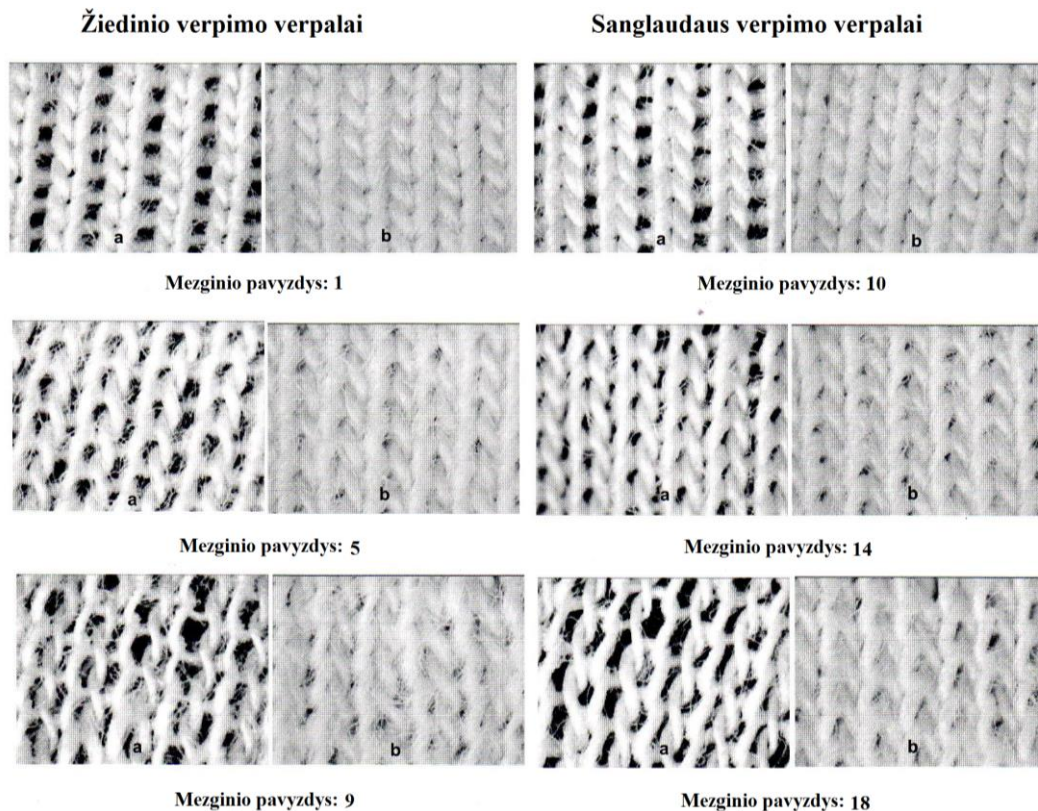 Žiedinio verpimo verpalai
Sanglaudaus verpimo verpalai
a b a b
Mezginio pavyzdys: 1
Mezginio pavyzdys: 10
a b a b
Mezginio pavyzdys: 5
Mezginio pavyzdys: 14
a b a b
Mezginio pavyzdys: 9
Mezginio pavyzdys: 18